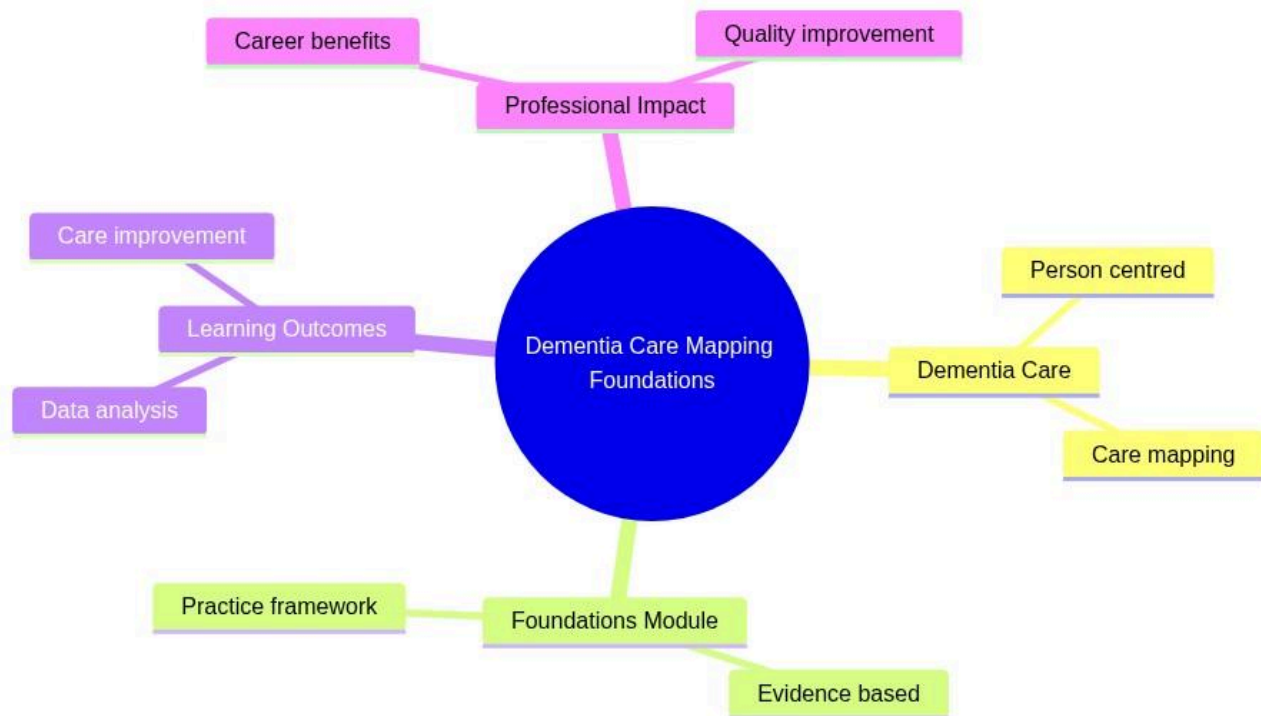 Career benefits
Quality improvement
Professional Impact
Care improvement
Learning Outcomes
Data analysis
Dementia Care Mapping
Foundations
Person centred
Dementia Care
Care mapping
Practice framework
Foundations Module
Evidence based